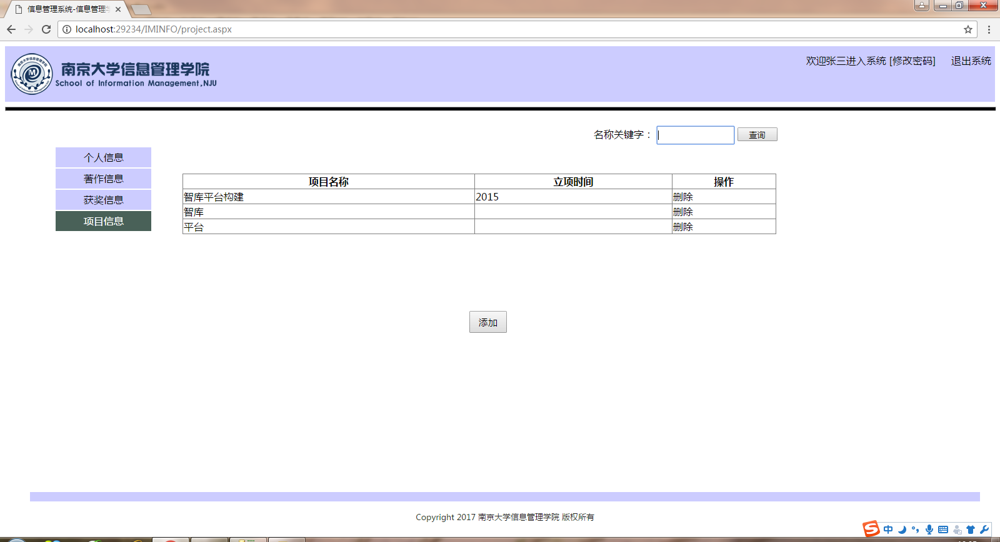 信息管理系统-信息管理
localhost:29234/IMINFO/project.aspx
南京大学信息管理学院
School of Information Management,NJU
欢迎张三进入系统 [修改密码] 退出系统
名称关键字： 查询
个人信息
著作信息
获奖信息
项目信息
项目名称 立项时间 操作
智库平台构建 2015 删除
智库 删除
平台 删除
添加
Copyright 2017 南京大学信息管理学院 版权所有
中